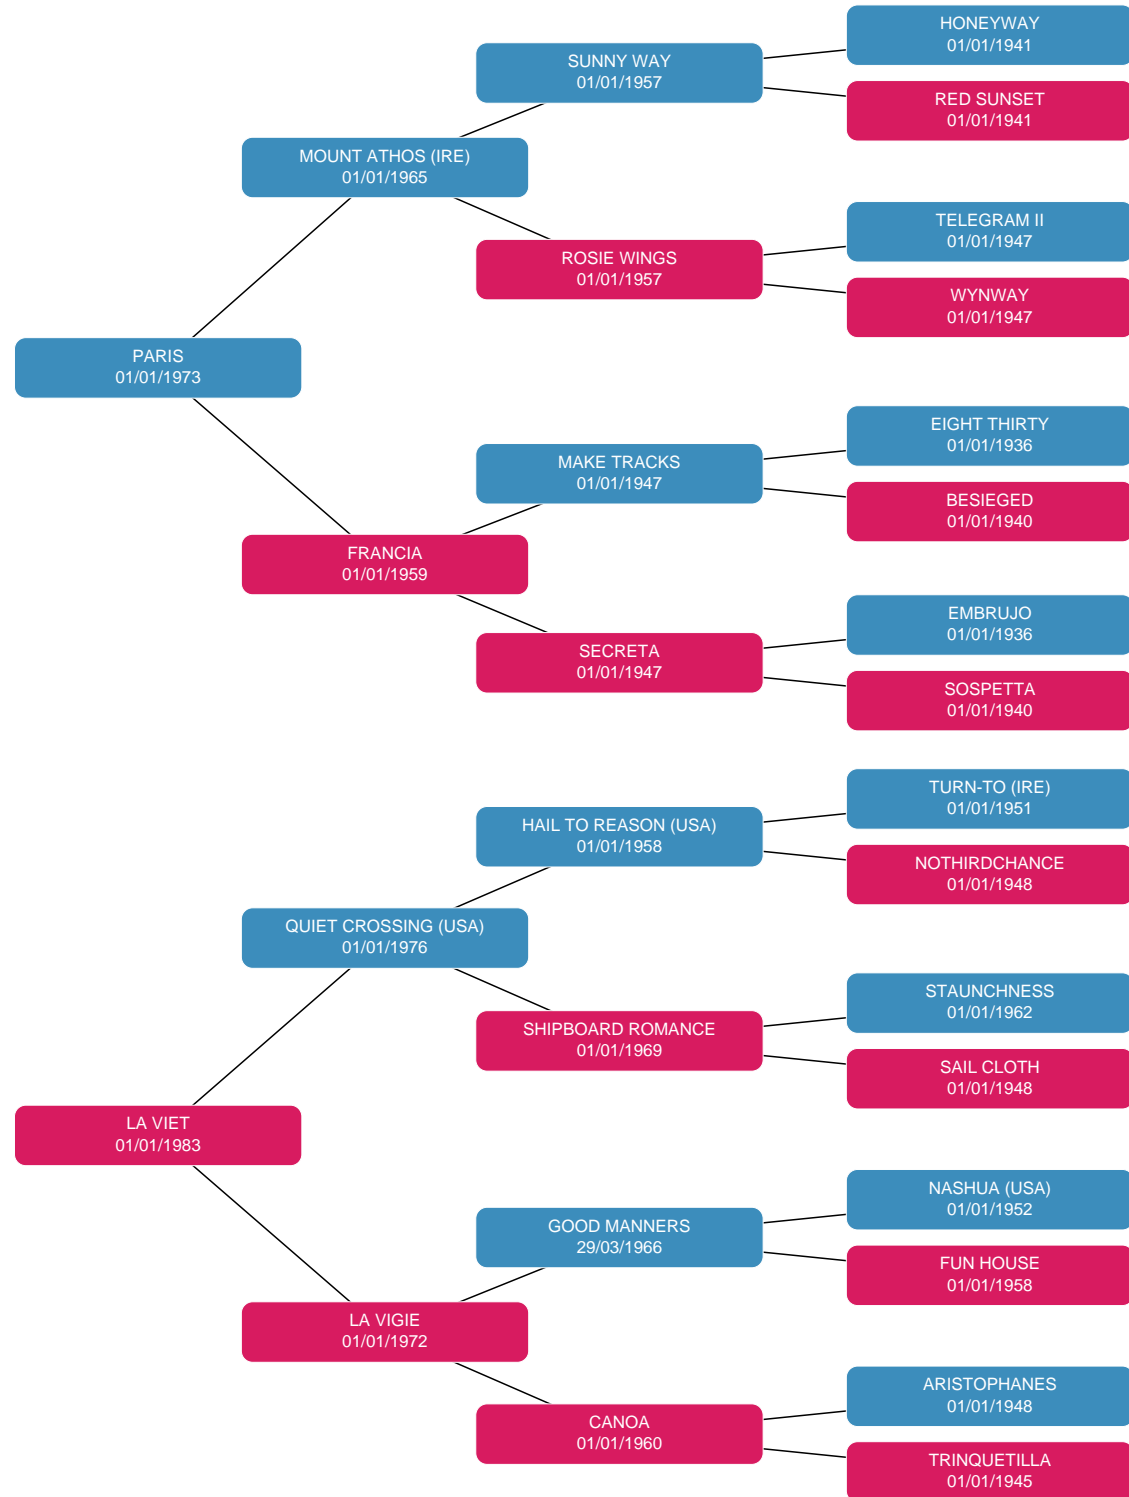 HONEYWAY
01/01/1941
SUNNY WAY
01/01/1957
RED SUNSET
01/01/1941
MOUNT ATHOS (IRE)
01/01/1965
TELEGRAM II
01/01/1947
ROSIE WINGS
01/01/1957
WYNWAY
01/01/1947
PARIS
01/01/1973
EIGHT THIRTY
01/01/1936
MAKE TRACKS
01/01/1947
BESIEGED
01/01/1940
FRANCIA
01/01/1959
EMBRUJO
01/01/1936
SECRETA
01/01/1947
SOSPETTA
01/01/1940
TURN-TO (IRE)
01/01/1951
HAIL TO REASON (USA)
01/01/1958
NOTHIRDCHANCE
01/01/1948
QUIET CROSSING (USA)
01/01/1976
STAUNCHNESS
01/01/1962
SHIPBOARD ROMANCE
01/01/1969
SAIL CLOTH
01/01/1948
LA VIET
01/01/1983
NASHUA (USA)
01/01/1952
GOOD MANNERS
29/03/1966
FUN HOUSE
01/01/1958
LA VIGIE
01/01/1972
ARISTOPHANES
01/01/1948
CANOA
01/01/1960
TRINQUETILLA
01/01/1945